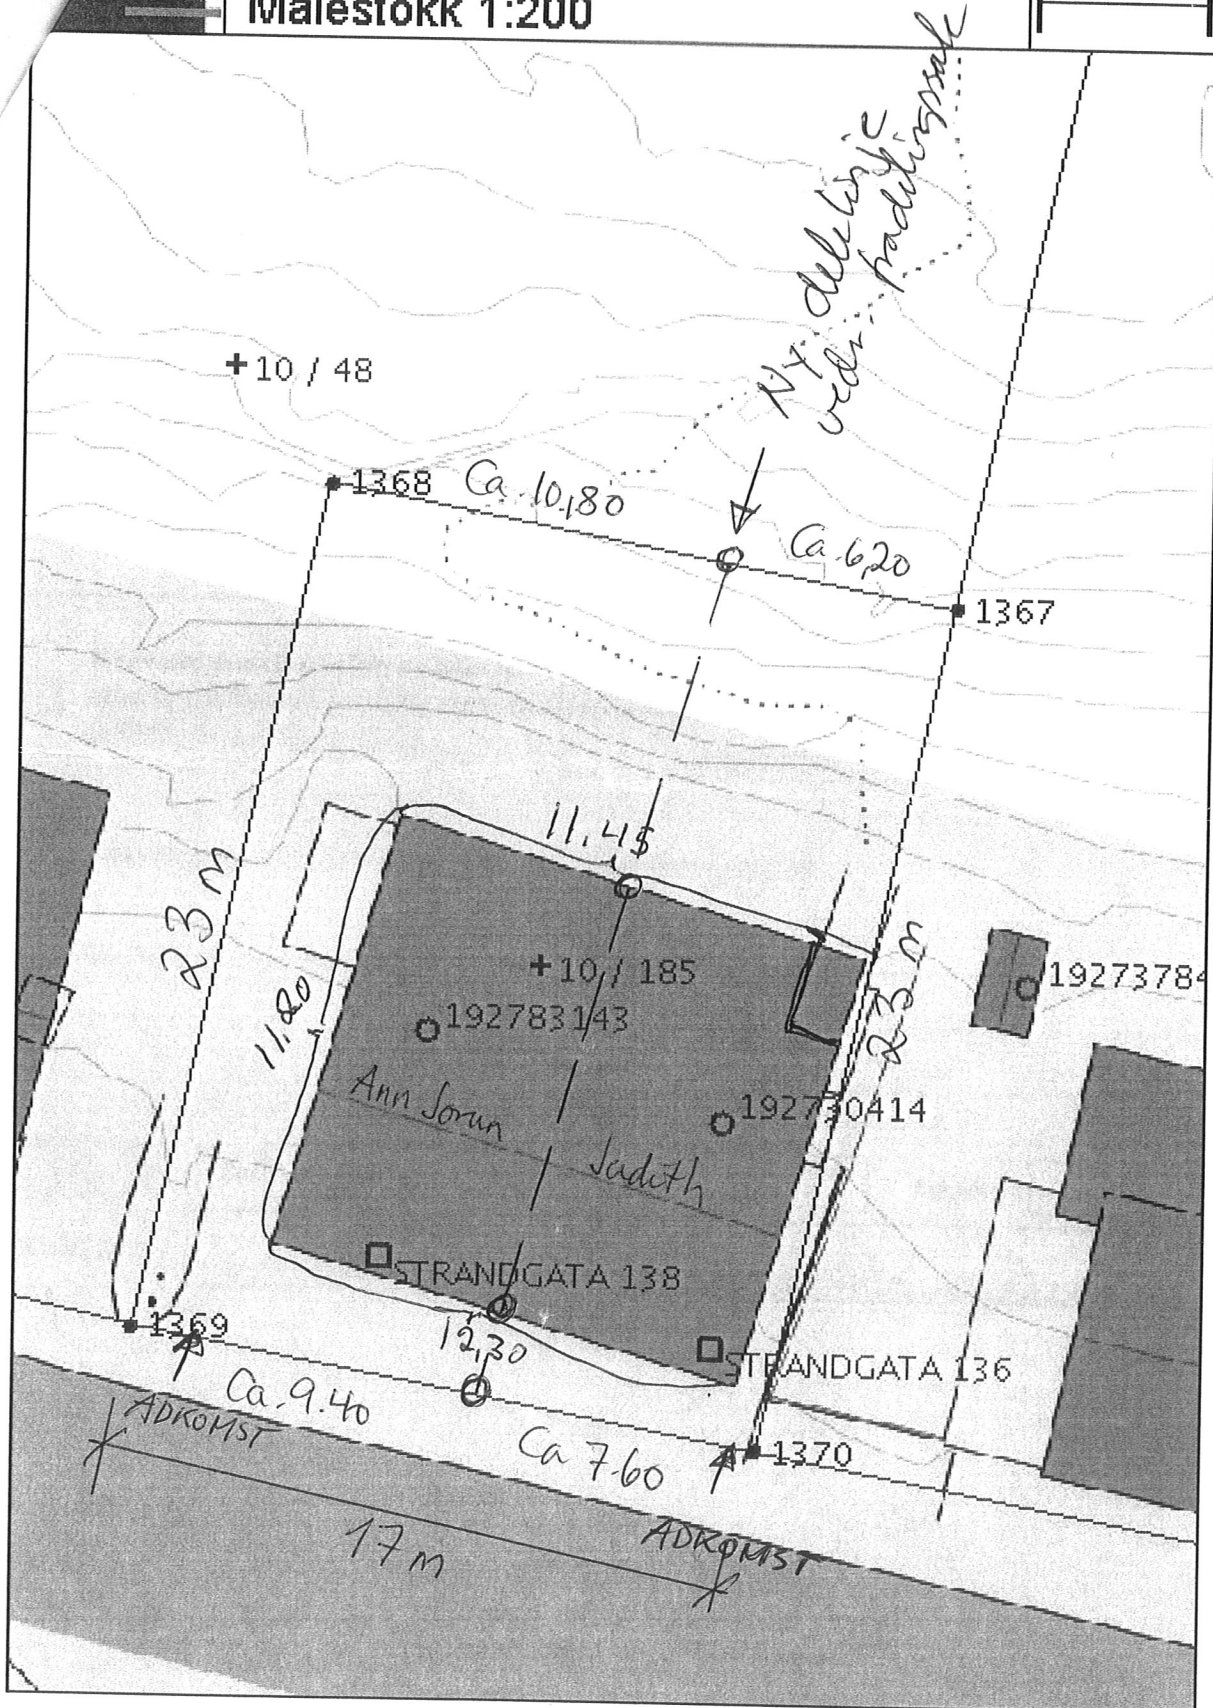 Målestokk 1:200
Ny delelinje
vedr. fradelingssak
+10 / 48
1368
Ca 10,80
Ca 6,20
1367
23 m
11.45
23 m
+10 / 185
19273784
192783143
11.80
Ann Jorun
192730414
Judith
STRANDGATA 138
1369
12,30
STRANDGATA 136
Ca. 9.40
ADKOMST
Ca 7.60
1370
17 m
ADKOMST